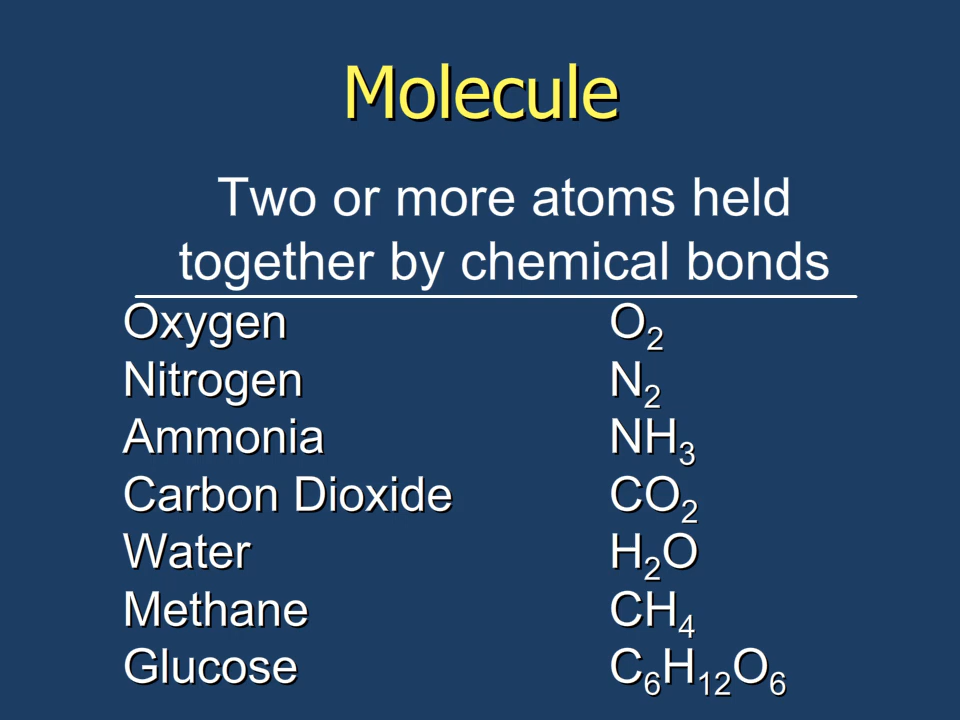 Molecule
Two or more atoms held
together by chemical bonds
Oxygen O₂
Nitrogen N₂
Ammonia NH₃
Carbon Dioxide CO₂
Water H₂O
Methane CH₄
Glucose C₆H₁₂O₆